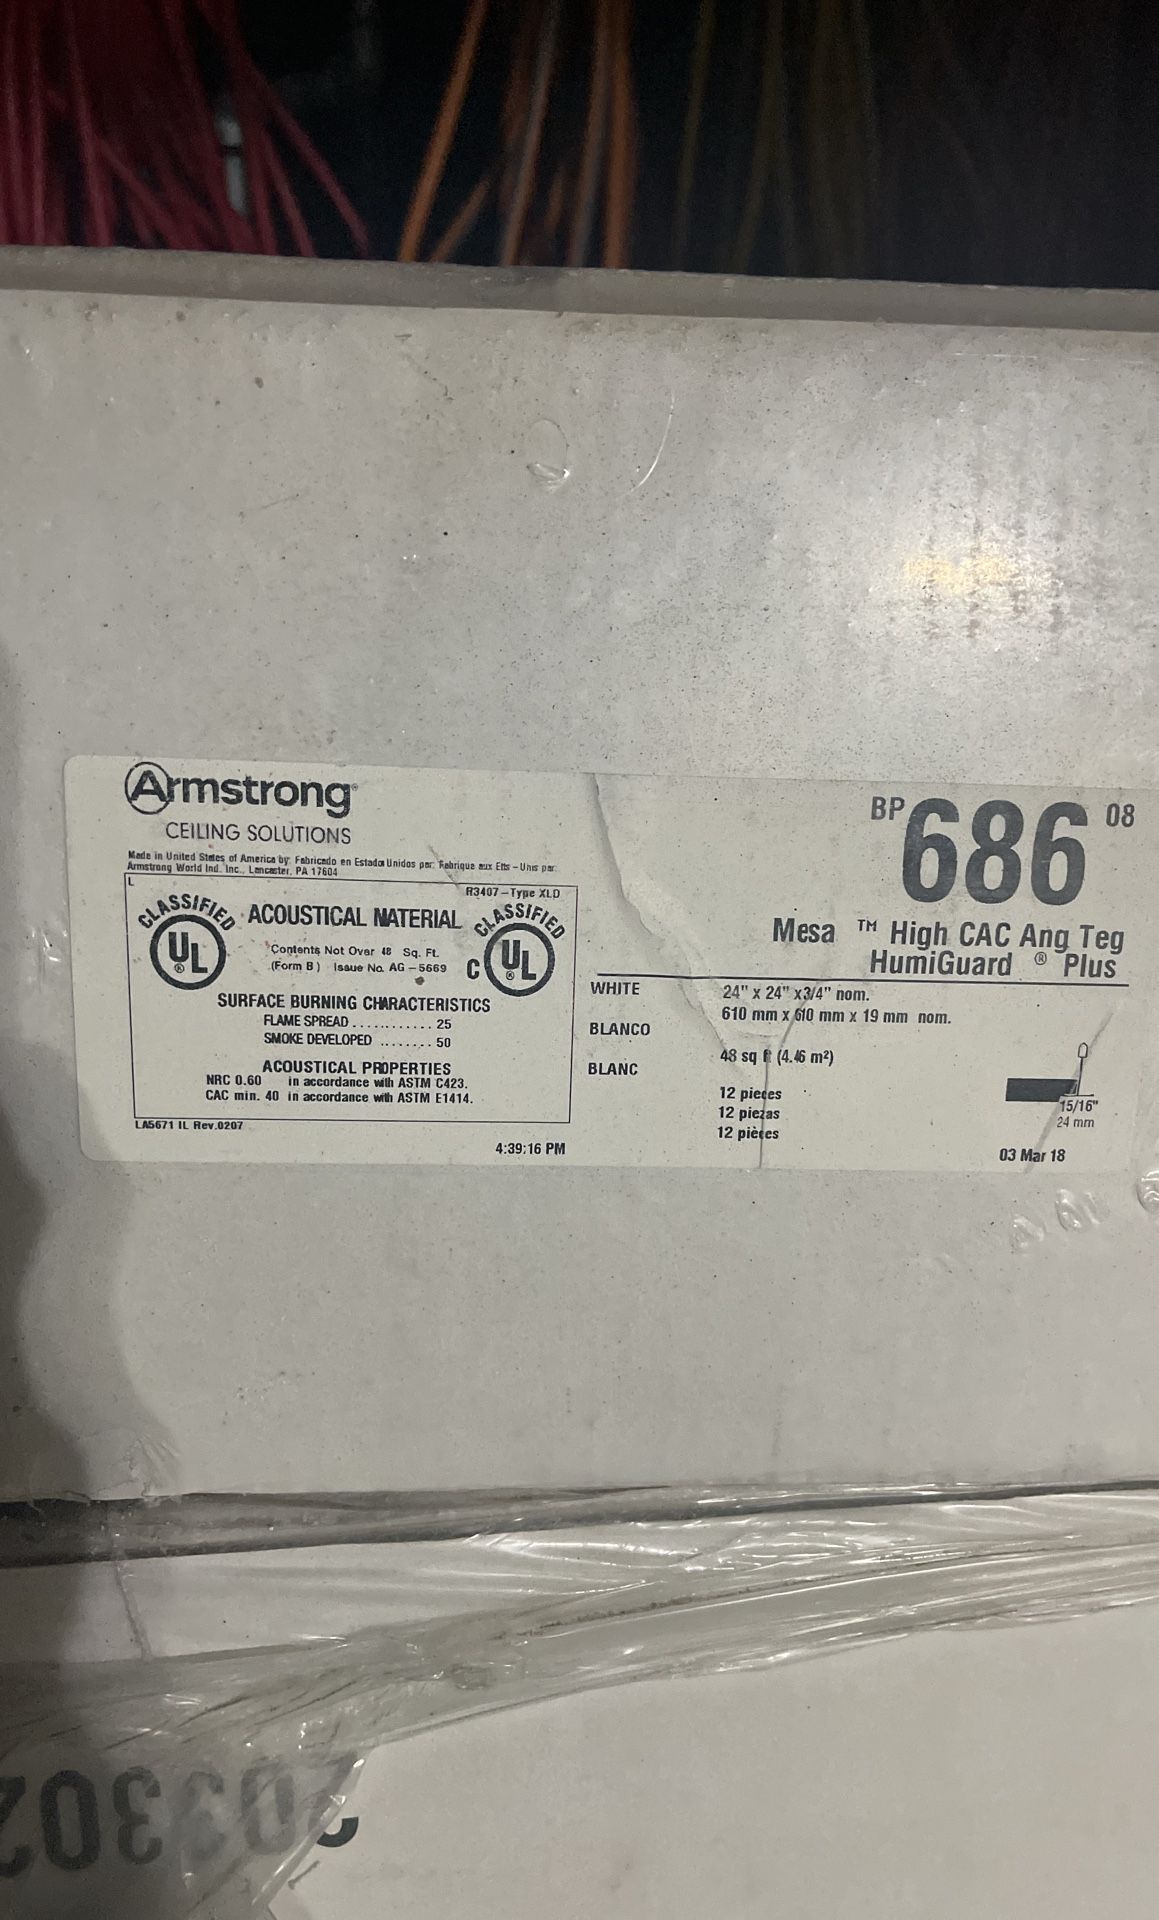 Armstrong®
CEILING SOLUTIONS
Made in United States of America by: Fabricado en Estados Unidos por: Fabrique aux Etts – Unis par:
Armstrong World Ind. Inc., Lancaster, PA 17604
L
R3407 – Type XLD
CLASSIFIED
UL
®
ACOUSTICAL MATERIAL
Contents Not Over 48 Sq. Ft.
(Form B) Issue No. AG – 5669
CLASSIFIED
C UL
®
SURFACE BURNING CHARACTERISTICS
FLAME SPREAD ............ 25
SMOKE DEVELOPED ........ 50
ACOUSTICAL PROPERTIES
NRC 0.60 in accordance with ASTM C423.
CAC min. 40 in accordance with ASTM E1414.
LA5671 IL Rev.0207
4:39:16 PM
BP 686 08
Mesa ™ High CAC Ang Teg
HumiGuard ® Plus
WHITE
BLANCO
BLANC
24" x 24" x3/4" nom.
610 mm x 610 mm x 19 mm nom.
48 sq ft (4.46 m²)
12 pieces
12 piezas
12 pièces
15/16"
24 mm
03 Mar 18